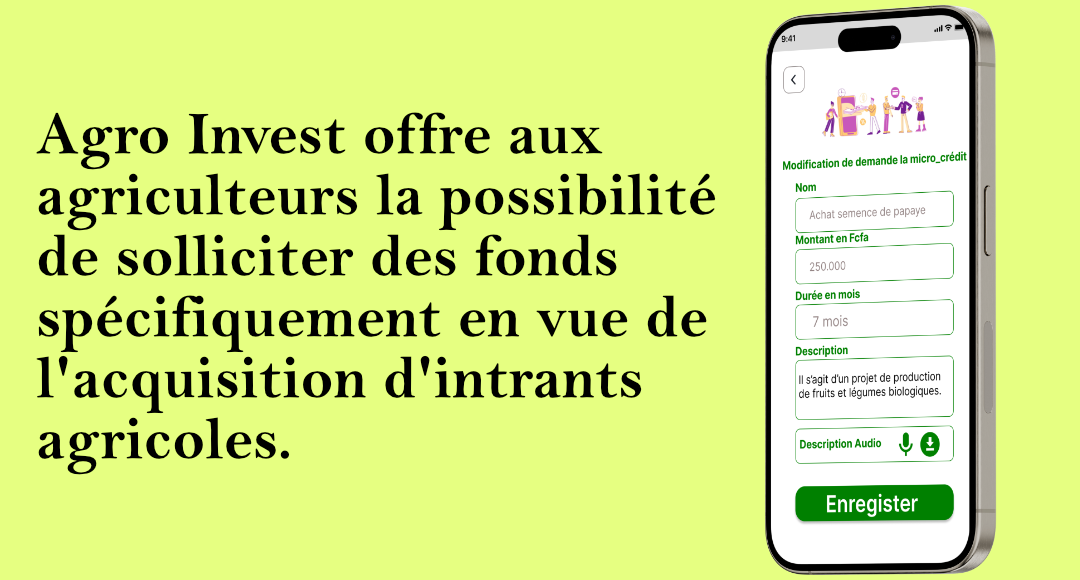 Agro Invest offre aux
agriculteurs la possibilité
de solliciter des fonds
spécifiquement en vue de
l'acquisition d'intrants
agricoles.
9:41
Modification de demande la micro_crédit
Nom
Achat semence de papaye
Montant en Fcfa
250.000
Durée en mois
7 mois
Description
Il s'agit d'un projet de production
de fruits et légumes biologiques.
Description Audio
Enregister